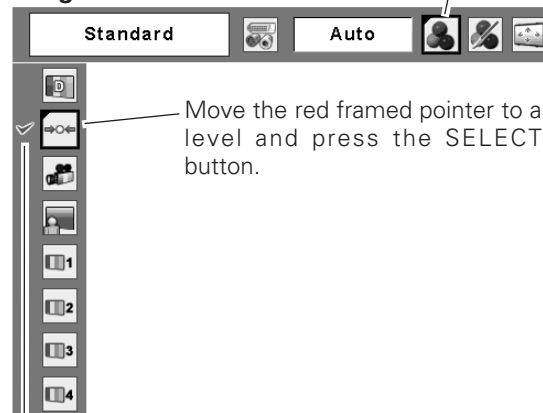 Standard
Auto
D
Move the red framed pointer to a
level and press the SELECT
button.
1
2
3
4